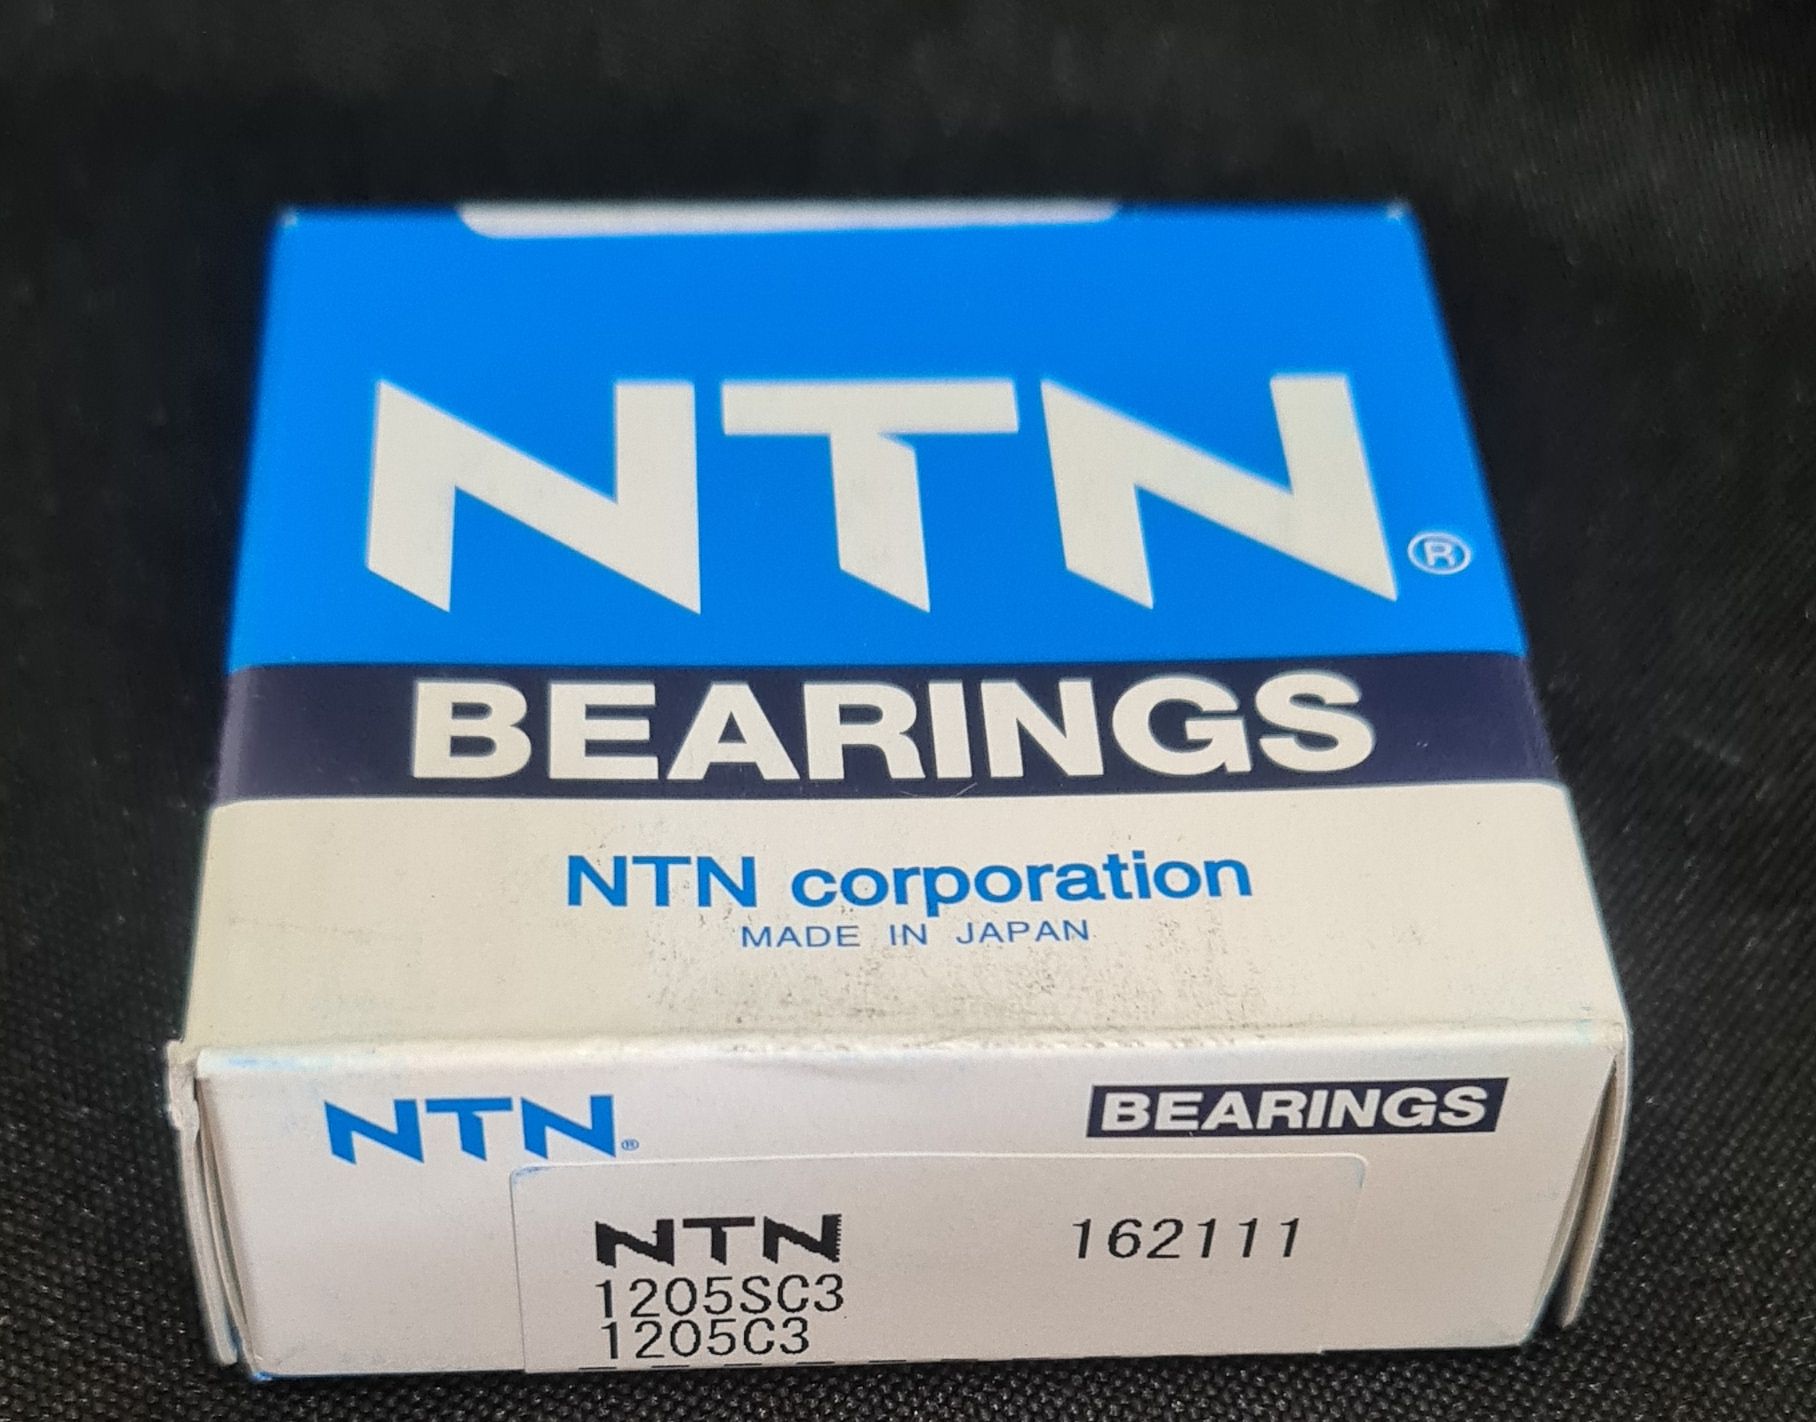 NTN®
BEARINGS
NTN corporation
MADE IN JAPAN
NTN® BEARINGS
NTN 162111
1205SC3
1205C3